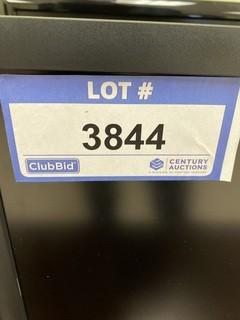 LOT #
3844
ClubBid
CENTURY
AUCTIONS